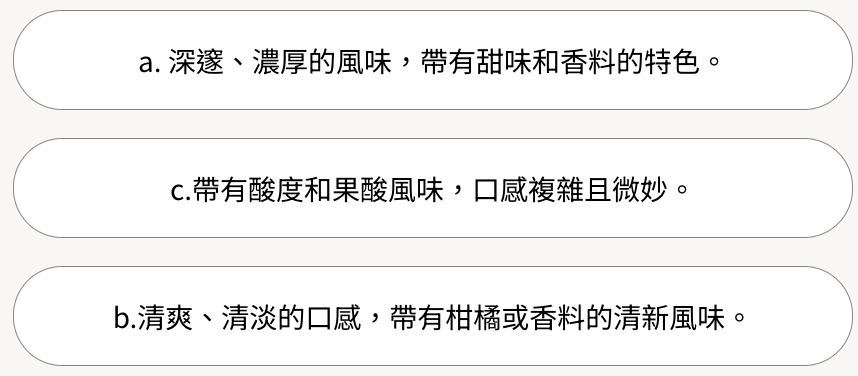 a. 深邃、濃厚的風味，帶有甜味和香料的特色。
c.帶有酸度和果酸風味，口感複雜且微妙。
b.清爽、清淡的口感，帶有柑橘或香料的清新風味。